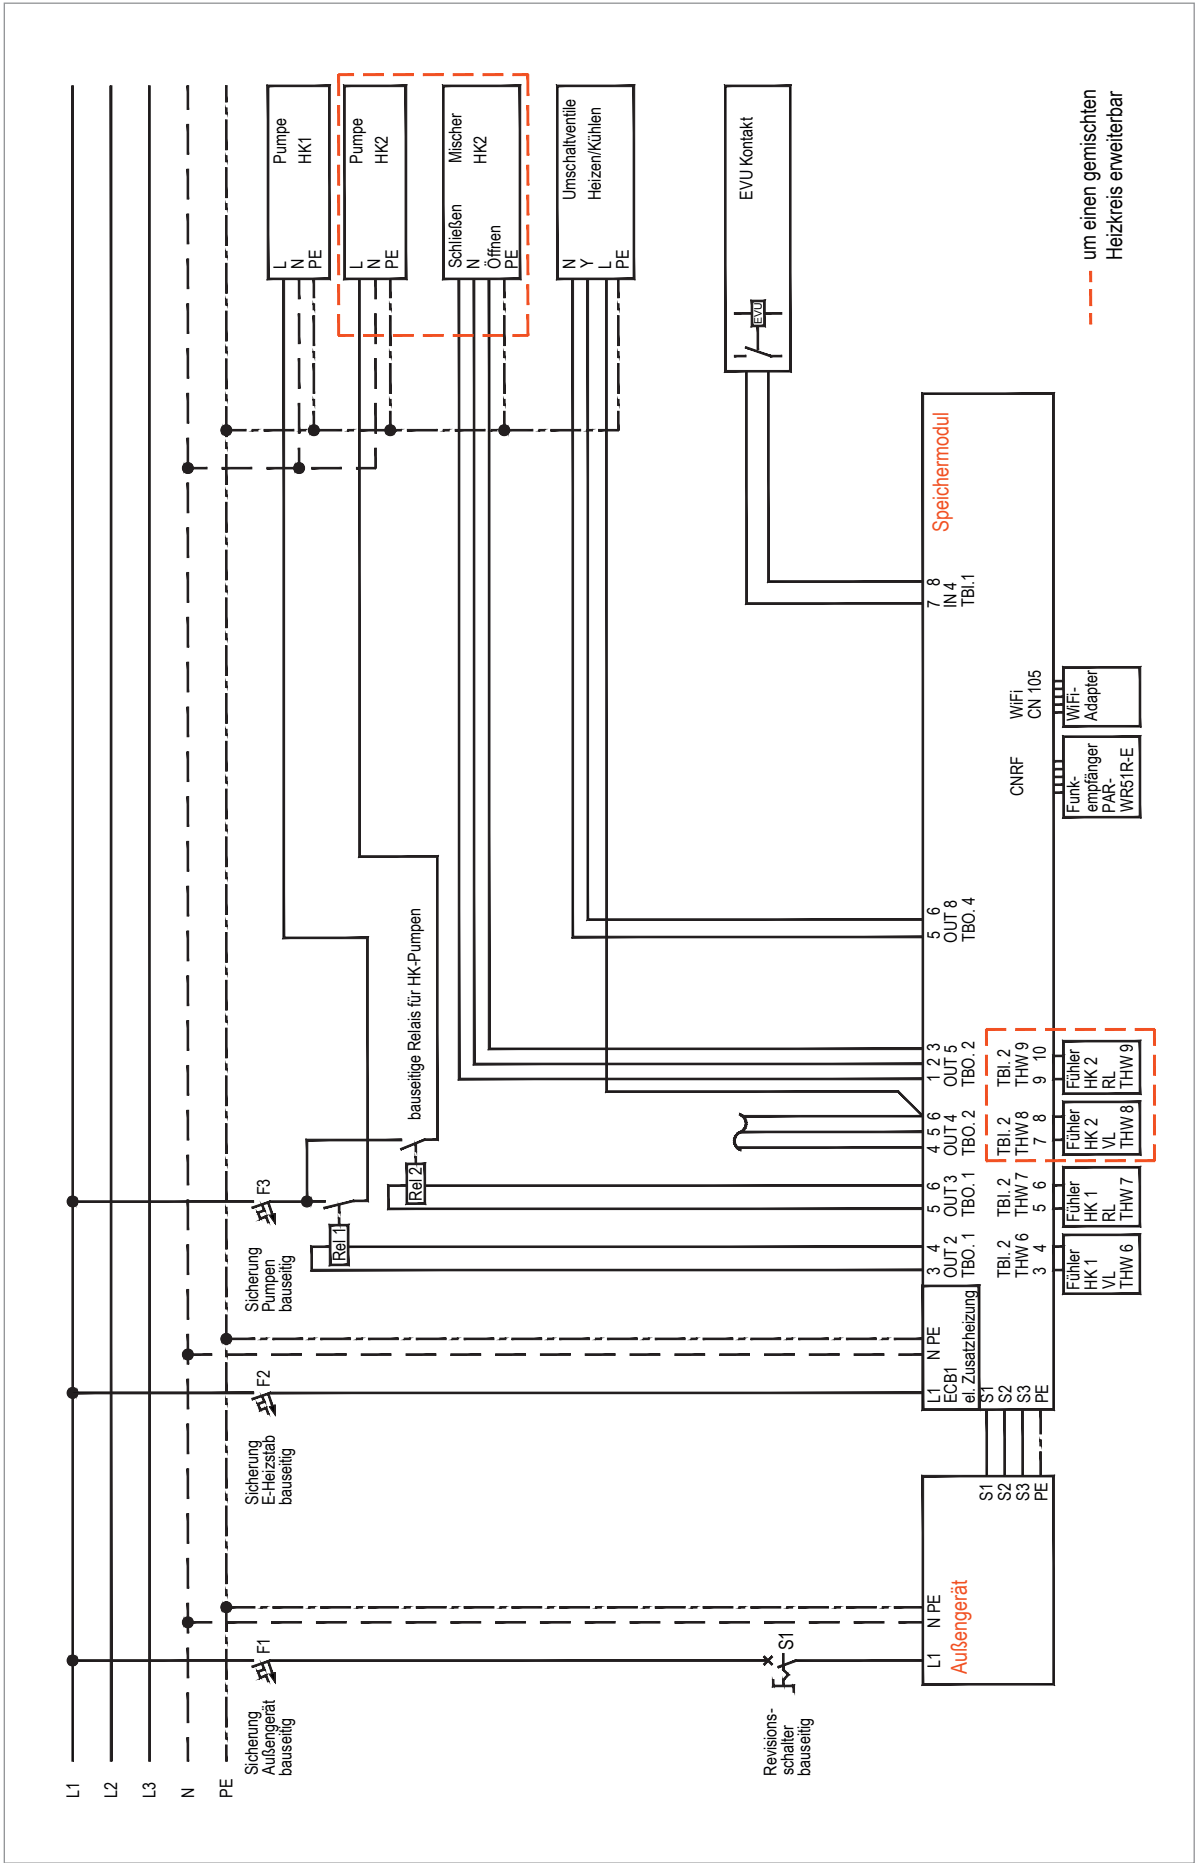 L1
L2
L3
N
PE
Sicherung
Außengerät
bauseitig
F1
Sicherung
E-Heizstab
bauseitig
F2
Sicherung
Pumpen
bauseitig
F3
Pumpe
HK1
L
N
PE
Pumpe
HK2
L
N
PE
Mischer
HK2
Schließen
N
Öffnen
PE
Umschaltventile
Heizen/Kühlen
N
Y
L
PE
EVU Kontakt
EVU
um einen gemischten
Heizkreis erweiterbar
Rel 1
Rel 2
bauseitige Relais für HK-Pumpen
Revisions-
schalter
bauseitig
S1
L1
N PE
Außengerät
S1
S2
S3
PE
L1
N PE
ECB1
el. Zusatzheizung
S1
S2
S3
PE
3 4
OUT 2
TBO. 1
5 6
OUT 3
TBO. 1
4 5 6
OUT 4
TBO. 2
1 2 3
OUT 5
TBO. 2
5 6
OUT 8
TBO. 4
7 8
IN 4
TBI.1
Speichermodul
TBI. 2
THW 6
3 4
TBI. 2
THW 7
5 6
TBI. 2
THW 8
7 8
TBI. 2
THW 9
9 10
CNRF
WiFi
CN 105
Fühler
HK 1
VL
THW 6
Fühler
HK 1
RL
THW 7
Fühler
HK 2
VL
THW 8
Fühler
HK 2
RL
THW 9
Funk-
empfänger
PAR-
WR51R-E
WiFi-
Adapter